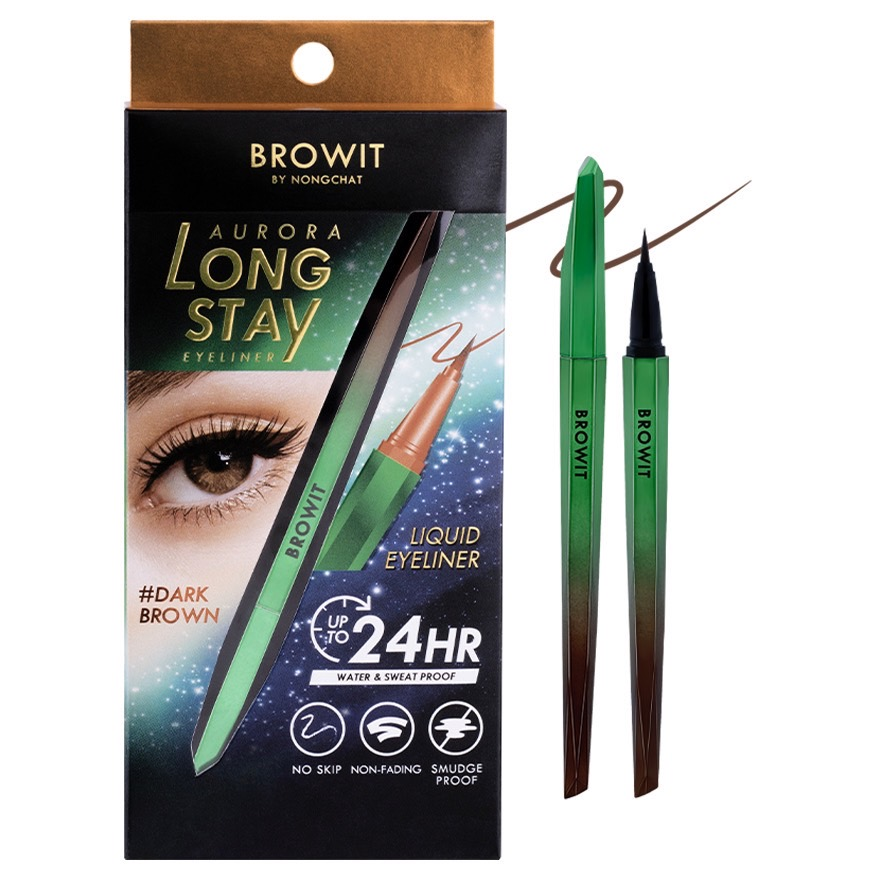 BROWIT
BY NONGCHAT
AURORA
LONG
STAY
EYELINER
BROWIT
LIQUID
EYELINER
#DARK
BROWN
UP
TO
24HR
WATER & SWEAT PROOF
NO SKIP
NON-FADING
SMUDGE
PROOF
BROWIT
BROWIT